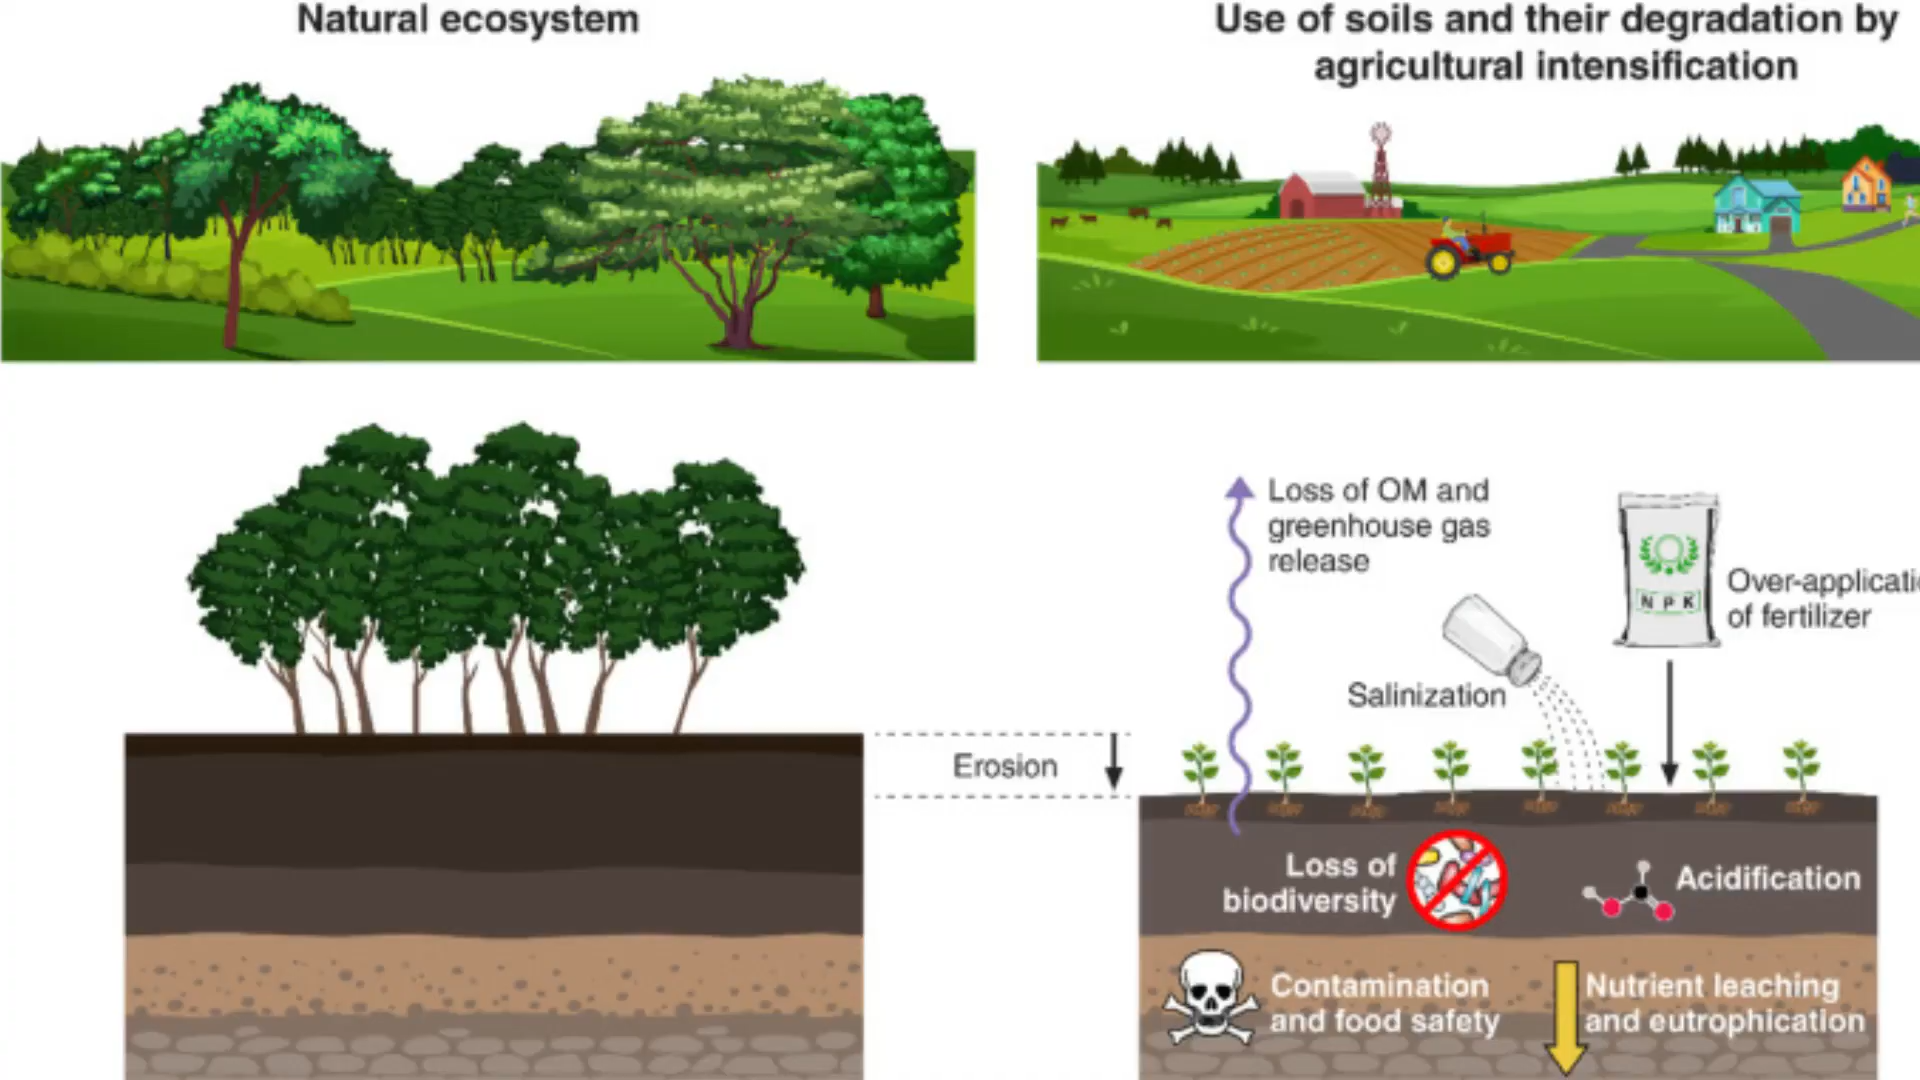 Natural ecosystem
Use of soils and their degradation by
agricultural intensification
Loss of OM and
greenhouse gas
release
N P K
of fertilizer
Salinization
Erosion
Loss of
biodiversity
Acidification
Contamination
and food safety
Nutrient leaching
and eutrophication